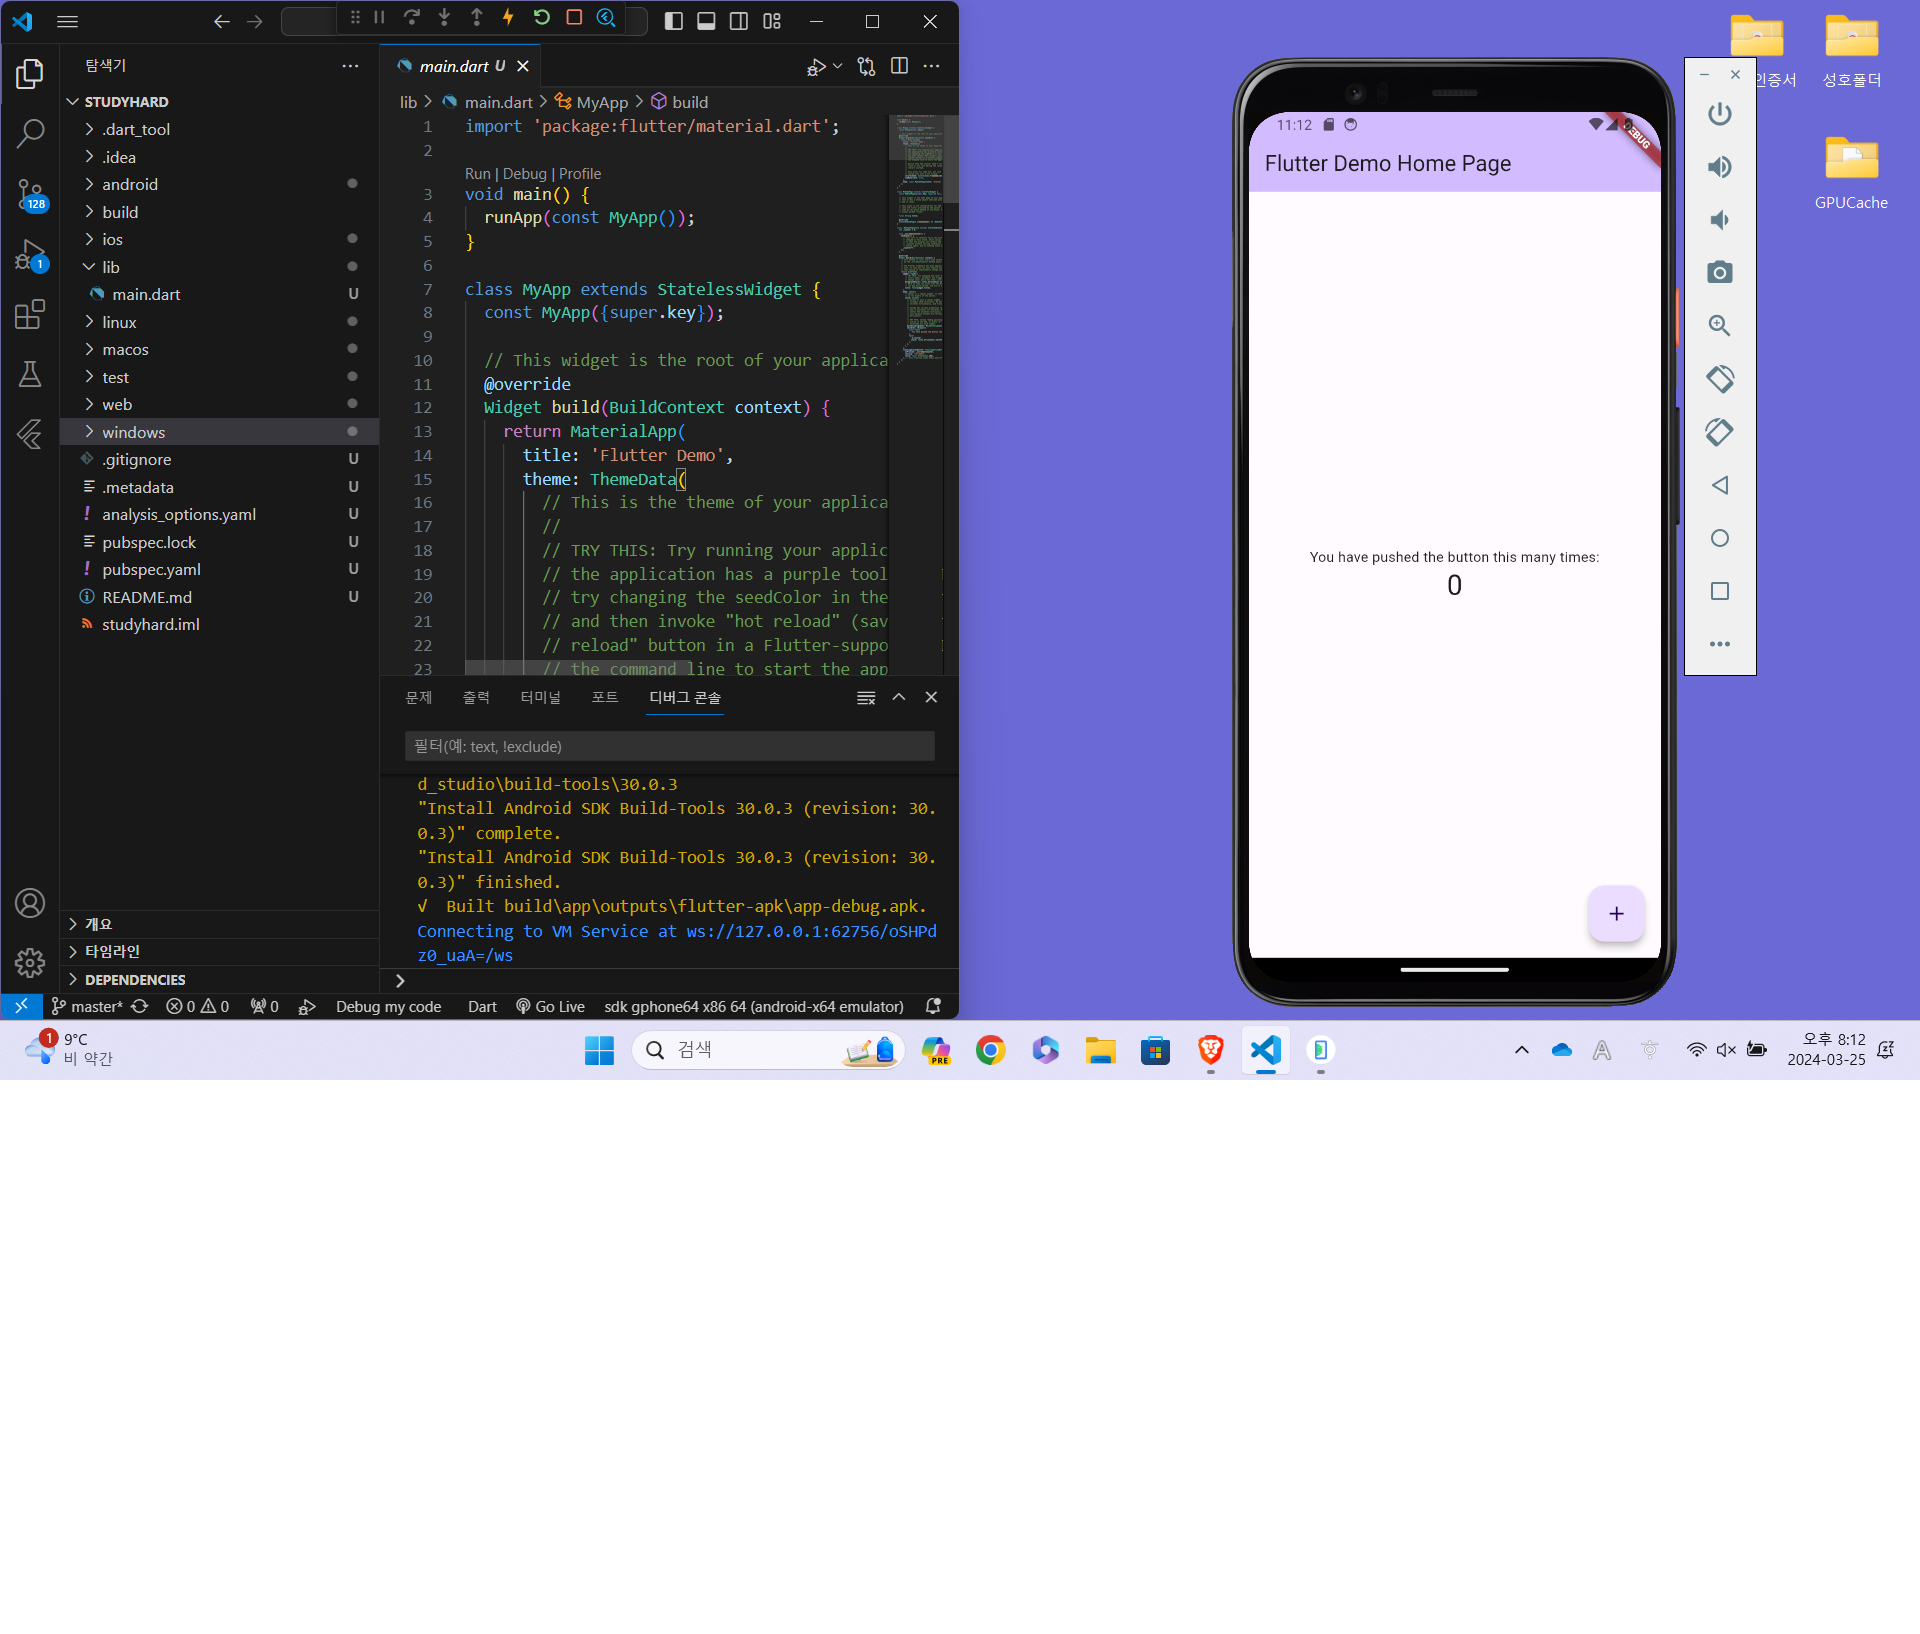 탐색기
STUDYHARD
.dart_tool
.idea
android
build
ios
lib
main.dart U
linux
macos
test
web
windows
.gitignore U
.metadata U
analysis_options.yaml U
pubspec.lock U
pubspec.yaml U
README.md U
studyhard.iml
128
1
개요
타임라인
DEPENDENCIES
main.dart U
lib > main.dart > MyApp > build
1 import 'package:flutter/material.dart';
2
Run | Debug | Profile
3 void main() {
4 runApp(const MyApp());
5 }
6
7 class MyApp extends StatelessWidget {
8 const MyApp({super.key});
9
10 // This widget is the root of your applica
11 @override
12 Widget build(BuildContext context) {
13 return MaterialApp(
14 title: 'Flutter Demo',
15 theme: ThemeData(
16 // This is the theme of your applica
17 //
18 // TRY THIS: Try running your applic
19 // the application has a purple tool
20 // try changing the seedColor in the
21 // and then invoke "hot reload" (sav
22 // reload" button in a Flutter-suppo
23 // the command line to start the app
문제 출력 터미널 포트 디버그 콘솔
필터(예: text, !exclude)
d_studio\build-tools\30.0.3
"Install Android SDK Build-Tools 30.0.3 (revision: 30.
0.3)" complete.
"Install Android SDK Build-Tools 30.0.3 (revision: 30.
0.3)" finished.
√ Built build\app\outputs\flutter-apk\app-debug.apk.
Connecting to VM Service at ws://127.0.0.1:62756/oSHPd
z0_uaA=/ws
master* 0 0 0 Debug my code Dart Go Live sdk gphone64 x86 64 (android-x64 emulator)
11:12
DEBUG
Flutter Demo Home Page
You have pushed the button this many times:
0
+
인증서
성호폴더
GPUCache
1
9°C
비 약간
검색
PRE
A
오후 8:12
2024-03-25